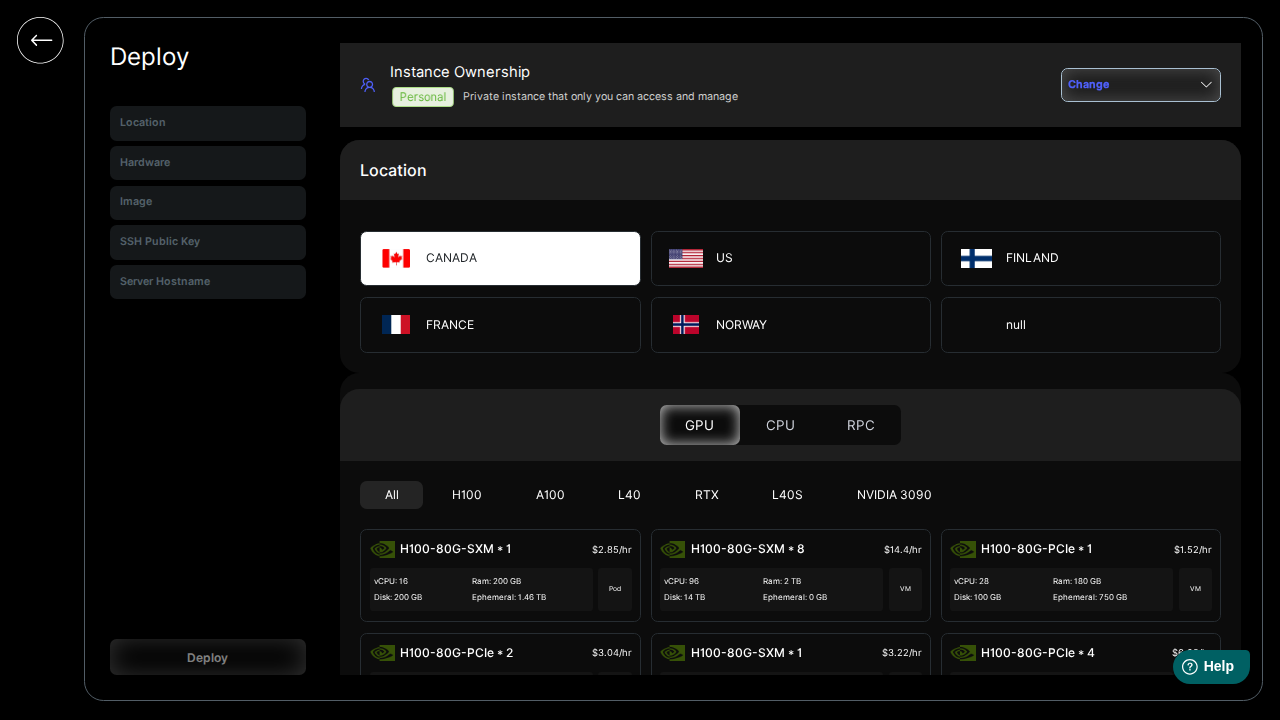 Deploy
Location
Hardware
Image
SSH Public Key
Server Hostname
Deploy
Instance Ownership
Personal Private instance that only you can access and manage
Change
Location
CANADA
US
FINLAND
FRANCE
NORWAY
null
GPU CPU RPC
All H100 A100 L40 RTX L40S NVIDIA 3090
H100-80G-SXM * 1 $2.85/hr
vCPU: 16 Ram: 200 GB
Disk: 200 GB Ephemeral: 1.46 TB
Pod
H100-80G-SXM * 8 $14.4/hr
vCPU: 96 Ram: 2 TB
Disk: 14 TB Ephemeral: 0 GB
VM
H100-80G-PCIe * 1 $1.52/hr
vCPU: 28 Ram: 180 GB
Disk: 100 GB Ephemeral: 750 GB
VM
H100-80G-PCIe * 2 $3.04/hr
H100-80G-SXM * 1 $3.22/hr
H100-80G-PCIe * 4
Help